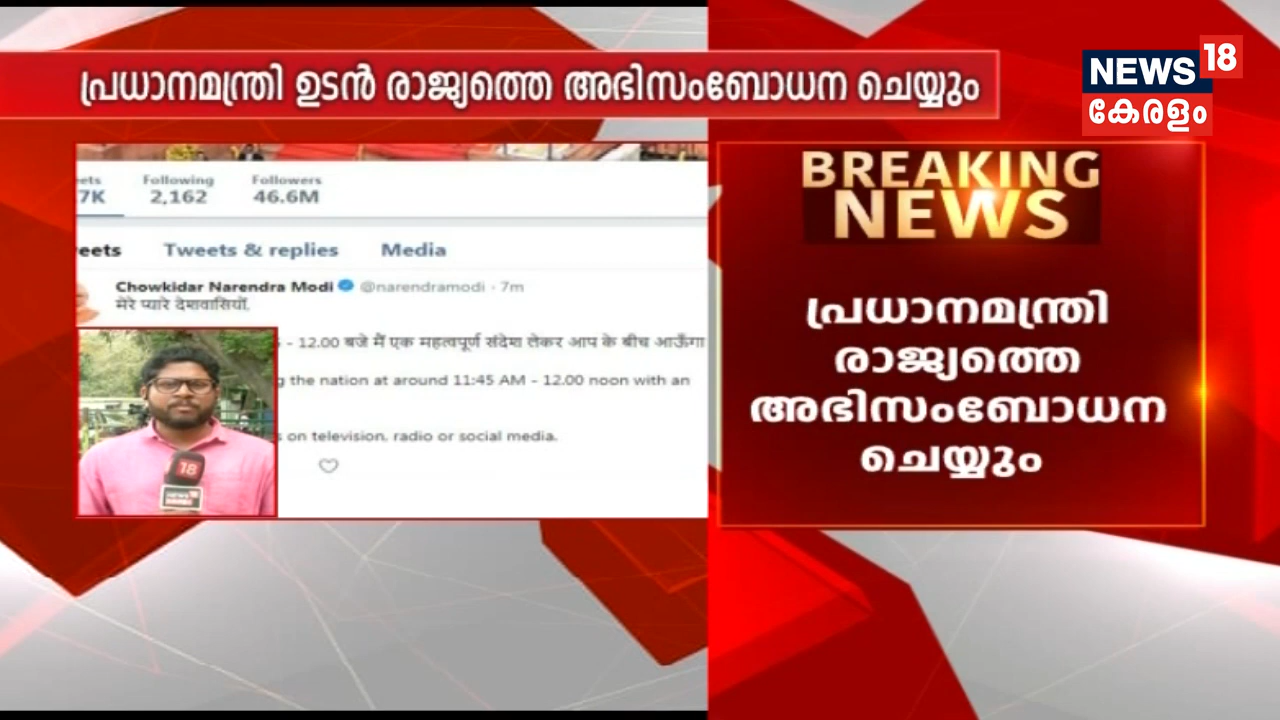 പ്രധാനമന്ത്രി ഉടൻ രാജ്യത്തെ അഭിസംബോധന ചെയ്യും
NEWS 18
കേരളം
BREAKING
NEWS
പ്രധാനമന്ത്രി
രാജ്യത്തെ
അഭിസംബോധന
ചെയ്യും
Following Followers
7K 2,162 46.6M
Tweets & replies Media
Chowkidar Narendra Modi @narendramodi · 7m
मेरे प्यारे देशवासियों,
- 12.00 बजे मैं एक महत्वपूर्ण संदेश लेकर आप के बीच आऊँगा
the nation at around 11:45 AM - 12.00 noon with an
on television, radio or social media.
18